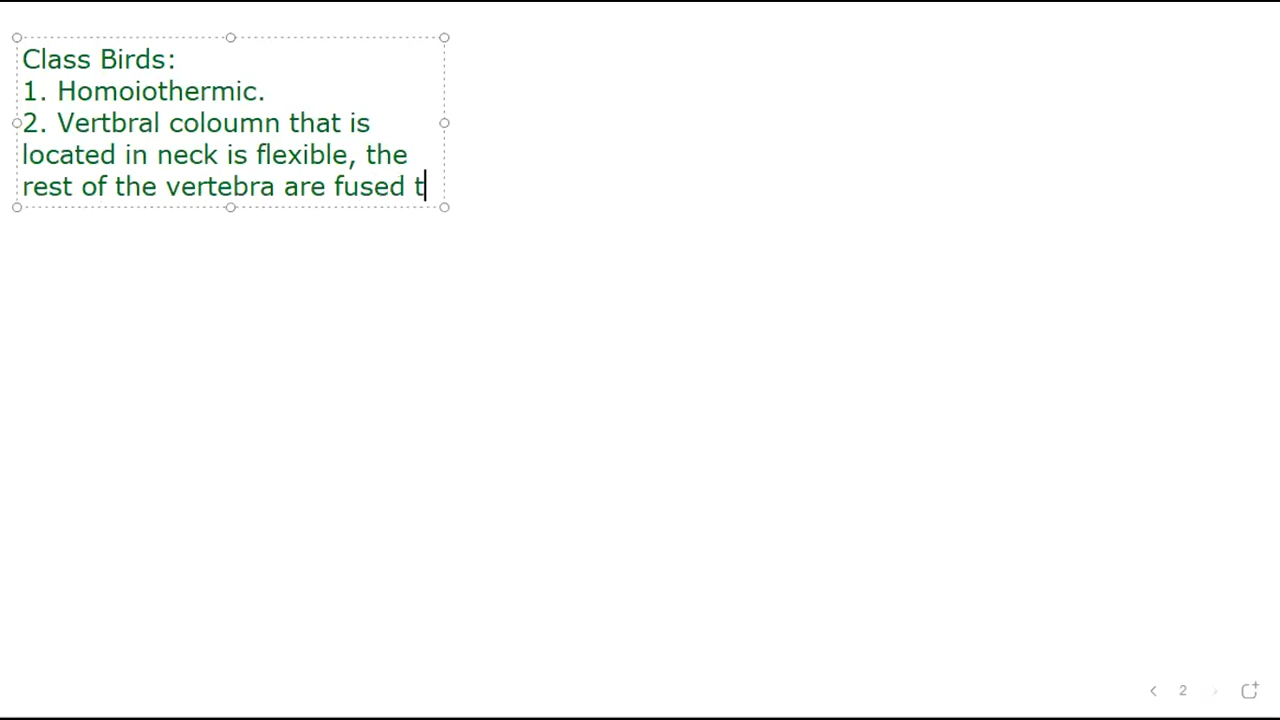 Class Birds:
1. Homoiothermic.
2. Vertbral coloumn that is
located in neck is flexible, the
rest of the vertebra are fused t
2